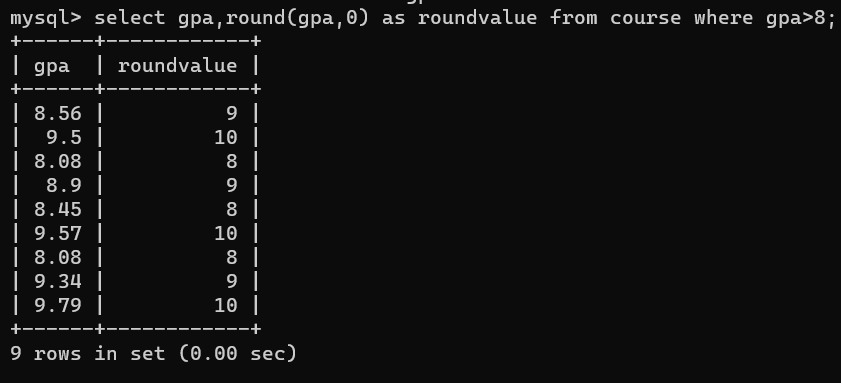 mysql> select gpa,round(gpa,0) as roundvalue from course where gpa>8;
+------+------------+
| gpa  | roundvalue |
+------+------------+
| 8.56 |          9 |
|  9.5 |         10 |
| 8.08 |          8 |
|  8.9 |          9 |
| 8.45 |          8 |
| 9.57 |         10 |
| 8.08 |          8 |
| 9.34 |          9 |
| 9.79 |         10 |
+------+------------+
9 rows in set (0.00 sec)